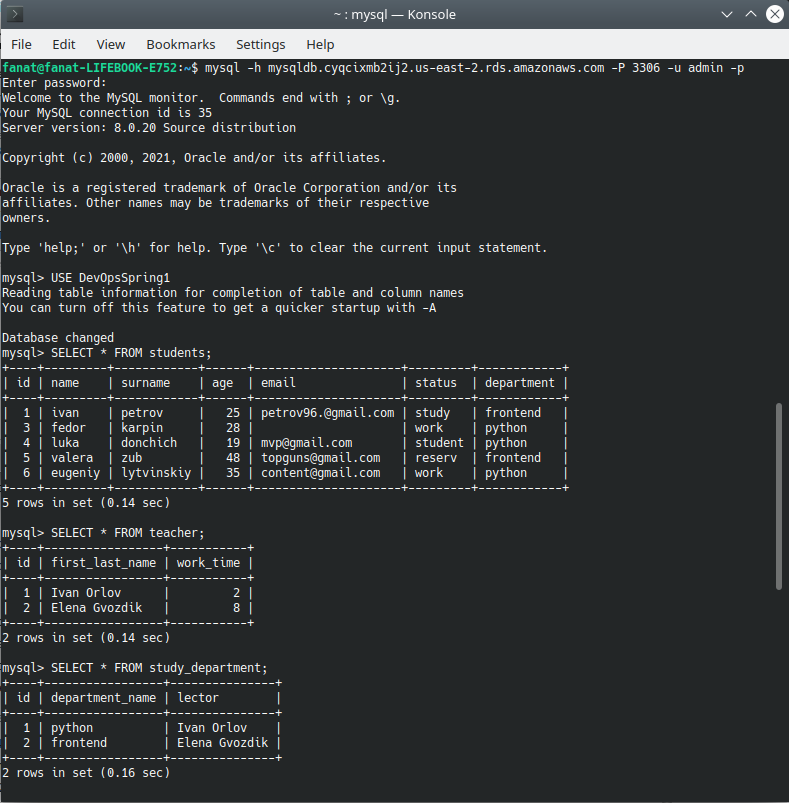 ~ : mysql — Konsole
File Edit View Bookmarks Settings Help
fanat@fanat-LIFEBOOK-E752:~$ mysql -h mysqldb.cyqcixmb2ij2.us-east-2.rds.amazonaws.com -P 3306 -u admin -p
Enter password:
Welcome to the MySQL monitor.  Commands end with ; or \g.
Your MySQL connection id is 35
Server version: 8.0.20 Source distribution

Copyright (c) 2000, 2021, Oracle and/or its affiliates.

Oracle is a registered trademark of Oracle Corporation and/or its
affiliates. Other names may be trademarks of their respective
owners.

Type 'help;' or '\h' for help. Type '\c' to clear the current input statement.

mysql> USE DevOpsSpring1
Reading table information for completion of table and column names
You can turn off this feature to get a quicker startup with -A

Database changed
mysql> SELECT * FROM students;
+----+---------+------------+------+---------------------+---------+------------+
| id | name    | surname    | age  | email               | status  | department |
+----+---------+------------+------+---------------------+---------+------------+
|  1 | ivan    | petrov     |   25 | petrov96.@gmail.com | study   | frontend   |
|  3 | fedor   | karpin     |   28 |                     | work    | python     |
|  4 | luka    | donchich   |   19 | mvp@gmail.com       | student | python     |
|  5 | valera  | zub        |   48 | topguns@gmail.com   | reserv  | frontend   |
|  6 | eugeniy | lytvinskiy |   35 | content@gmail.com   | work    | python     |
+----+---------+------------+------+---------------------+---------+------------+
5 rows in set (0.14 sec)

mysql> SELECT * FROM teacher;
+----+-----------------+-----------+
| id | first_last_name | work_time |
+----+-----------------+-----------+
|  1 | Ivan Orlov      |         2 |
|  2 | Elena Gvozdik   |         8 |
+----+-----------------+-----------+
2 rows in set (0.14 sec)

mysql> SELECT * FROM study_department;
+----+-----------------+---------------+
| id | department_name | lector        |
+----+-----------------+---------------+
|  1 | python          | Ivan Orlov    |
|  2 | frontend        | Elena Gvozdik |
+----+-----------------+---------------+
2 rows in set (0.16 sec)